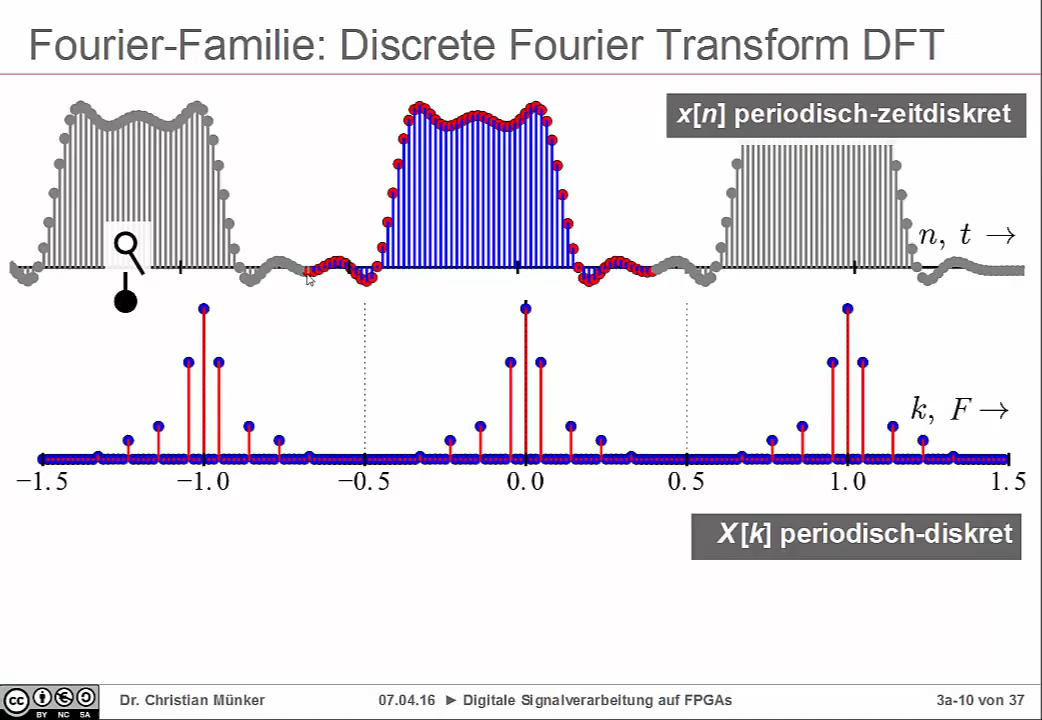 Fourier-Familie: Discrete Fourier Transform DFT
x[n] periodisch-zeitdiskret
n, t →
k, F →
−1.5 −1.0 −0.5 0.0 0.5 1.0 1.5
X[k] periodisch-diskret
cc BY NC SA Dr. Christian Münker 07.04.16 ► Digitale Signalverarbeitung auf FPGAs 3a-10 von 37